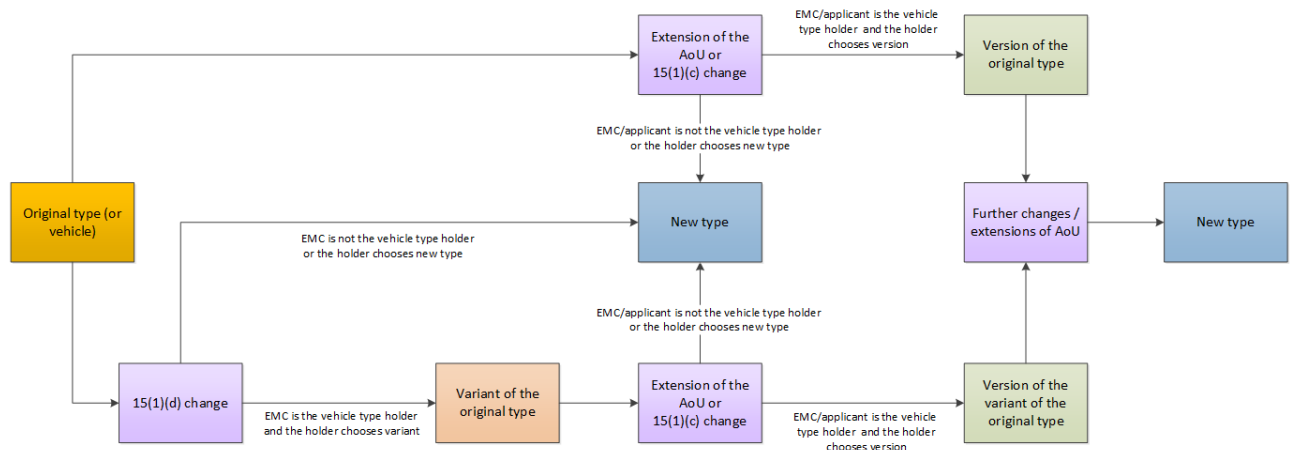 EMC/applicant is the vehicle
type holder and the holder
chooses version
Extension of the
AoU or
15(1)(c) change
Version of the
original type
EMC/applicant is not the vehicle type holder
or the holder chooses new type
Original type (or
vehicle)
New type
Further changes /
extensions of AoU
New type
EMC is not the vehicle type holder
or the holder chooses new type
EMC/applicant is not the vehicle type holder
or the holder chooses new type
15(1)(d) change
EMC is the vehicle type holder
and the holder chooses variant
Variant of the
original type
Extension of the
AoU or
15(1)(c) change
EMC/applicant is the vehicle
type holder and the holder
chooses version
Version of the
variant of the
original type